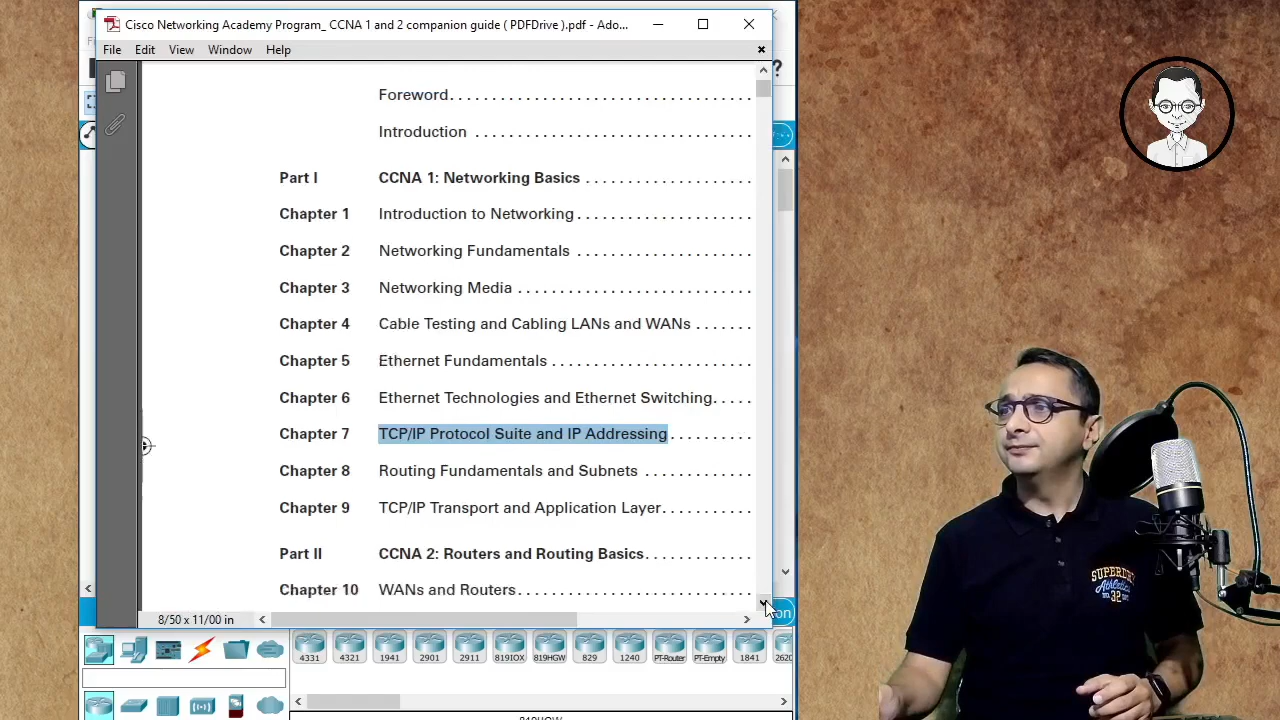 Cisco Networking Academy Program_ CCNA 1 and 2 companion guide ( PDFDrive ).pdf - Ado...
File Edit View Window Help
Foreword
Introduction
Part I CCNA 1: Networking Basics
Chapter 1 Introduction to Networking
Chapter 2 Networking Fundamentals
Chapter 3 Networking Media
Chapter 4 Cable Testing and Cabling LANs and WANs
Chapter 5 Ethernet Fundamentals
Chapter 6 Ethernet Technologies and Ethernet Switching
Chapter 7 TCP/IP Protocol Suite and IP Addressing
Chapter 8 Routing Fundamentals and Subnets
Chapter 9 TCP/IP Transport and Application Layer
Part II CCNA 2: Routers and Routing Basics
Chapter 10 WANs and Routers
8/50 x 11/00 in
4331 4321 1941 2901 2911 819IOX 819HGW 829 1240 PT-Router PT-Empty 1841 2620
819HGW
SUPERDRY
Athletics
32